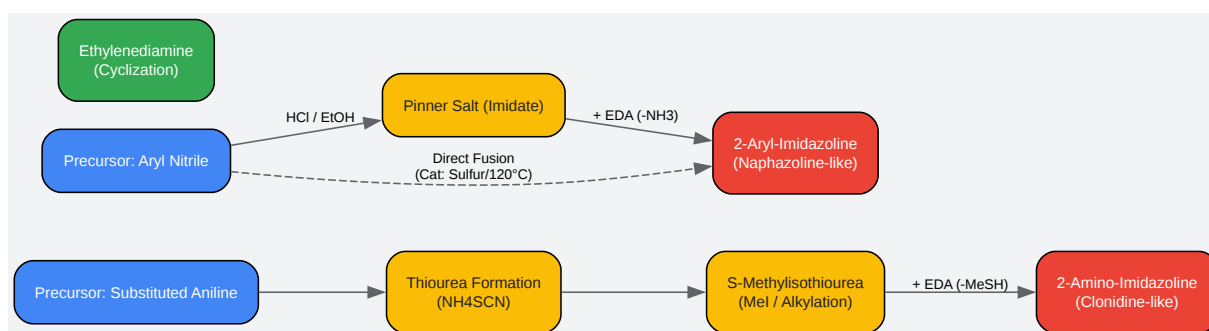 Ethylenediamine
(Cyclization)
Precursor: Aryl Nitrile
HCl / EtOH
Pinner Salt (Imidate)
+ EDA (-NH3)
2-Aryl-Imidazoline
(Naphazoline-like)
Direct Fusion
(Cat: Sulfur/120°C)
Precursor: Substituted Aniline
Thiourea Formation
(NH4SCN)
S-Methylisothiourea
(MeI / Alkylation)
+ EDA (-MeSH)
2-Amino-Imidazoline
(Clonidine-like)